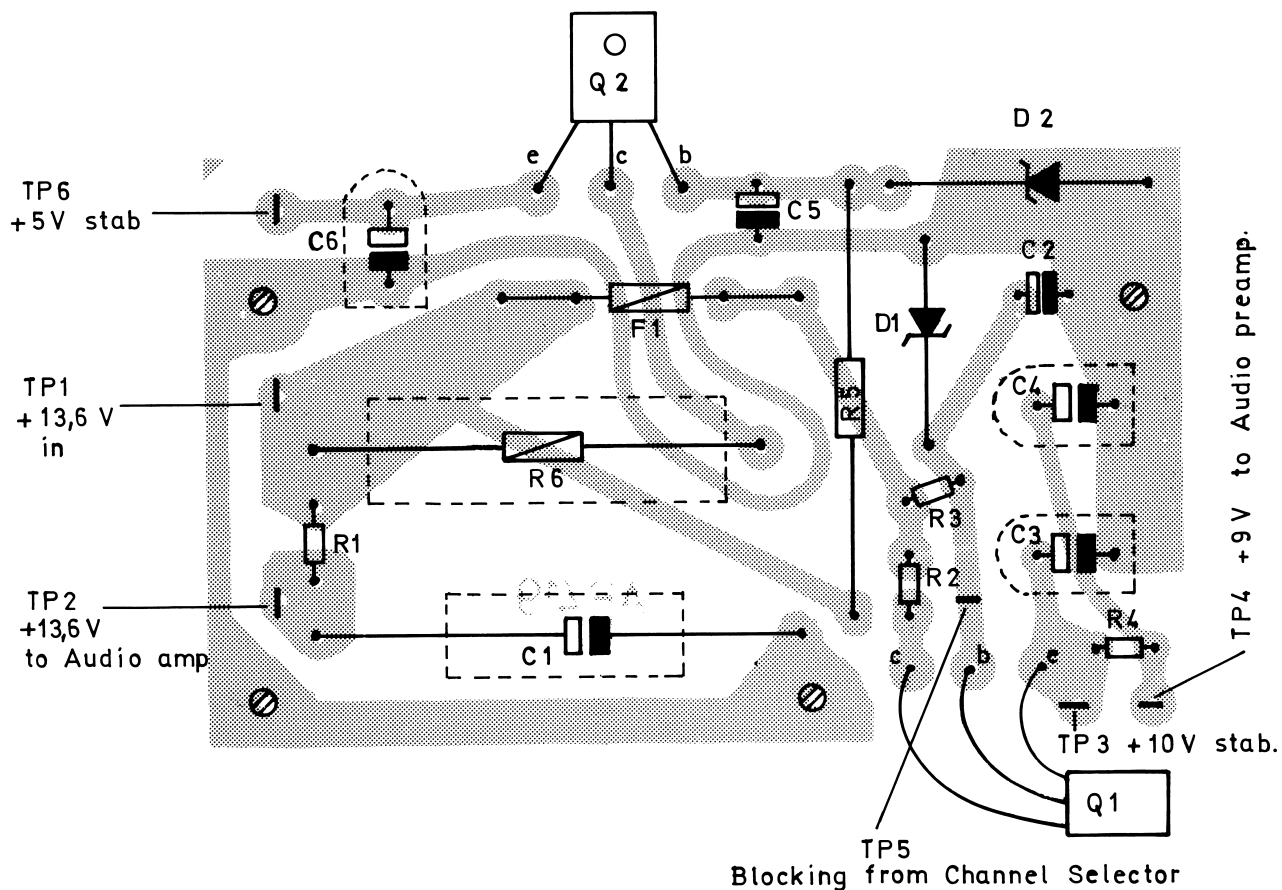 Q2
D2
e
c
b
TP6
+5V stab
C6
C5
C2
F1
D1
TP1
+13,6 V
in
R5
C4
R6
R3
C3
R1
R2
TP2
+13,6 V
to Audio amp
C1
R4
c
b
e
TP4 +9V to Audio preamp.
TP3 +10V stab.
Q1
TP5
Blocking from Channel Selector